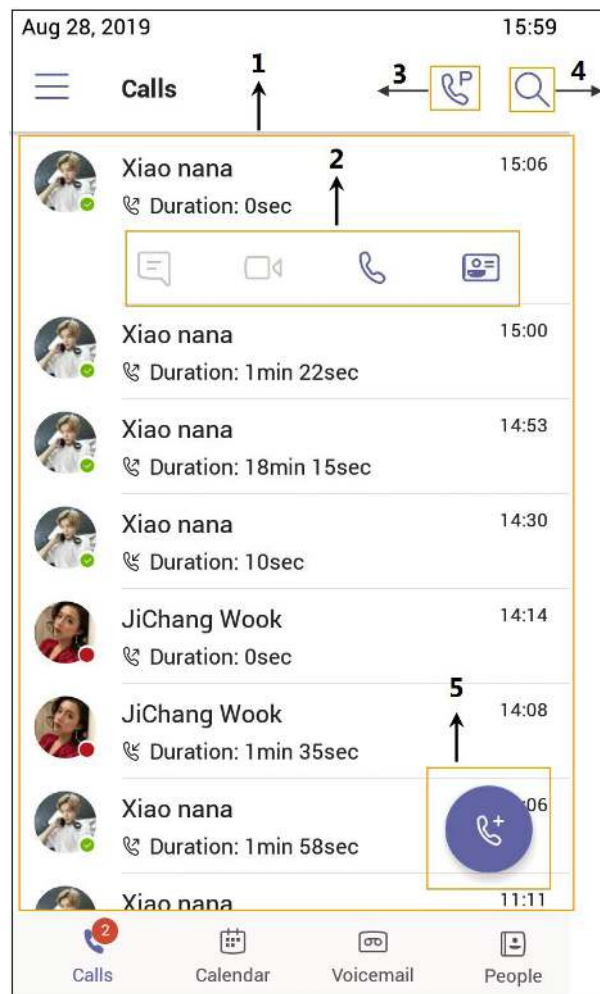 Aug 28, 2019 15:59
1
3
P
4
Calls
Xiao nana 15:06
2
Duration: 0sec
Xiao nana 15:00
Duration: 1min 22sec
Xiao nana 14:53
Duration: 18min 15sec
Xiao nana 14:30
Duration: 10sec
JiChang Wook 14:14
Duration: 0sec
5
JiChang Wook 14:08
Duration: 1min 35sec
Xiao nana :06
Duration: 1min 58sec
Xiao nana 11:11
2
Calls Calendar Voicemail People